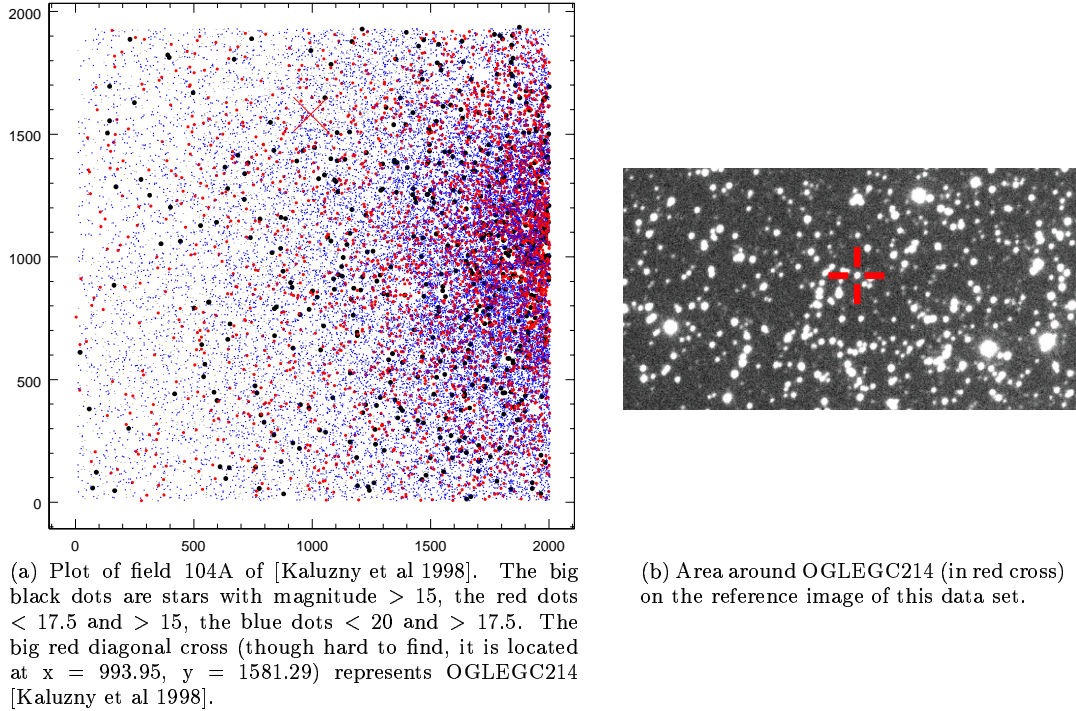 2000
1500
1000
500
0
0
500
1000
1500
2000
(a) Plot of field 104A of [Kaluzny et al 1998]. The big
black dots are stars with magnitude > 15, the red dots
< 17.5 and > 15, the blue dots < 20 and > 17.5. The
big red diagonal cross (though hard to find, it is located
at x = 993.95, y = 1581.29) represents OGLEGC214
[Kaluzny et al 1998].
(b) Area around OGLEGC214 (in red cross)
on the reference image of this data set.